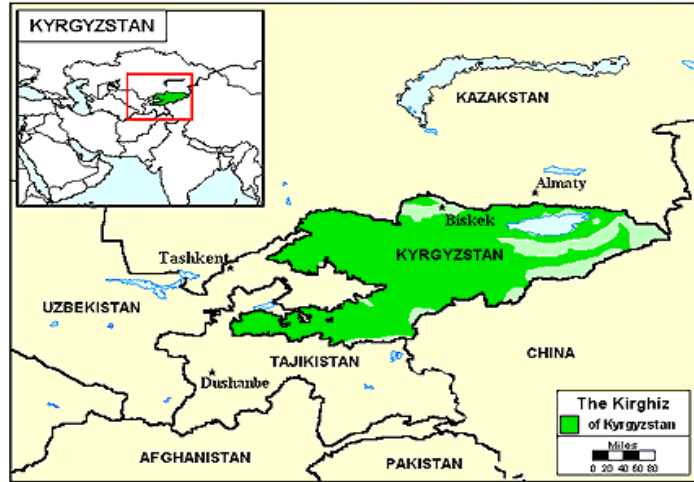 KYRGYZSTAN
KAZAKSTAN
Almaty
Biskek
KYRGYZSTAN
Tashkent
UZBEKISTAN
TAJIKISTAN
CHINA
Dushanbe
AFGHANISTAN
PAKISTAN
The Kirghiz
of Kyrgyzstan
Miles
0 20 40 60 80